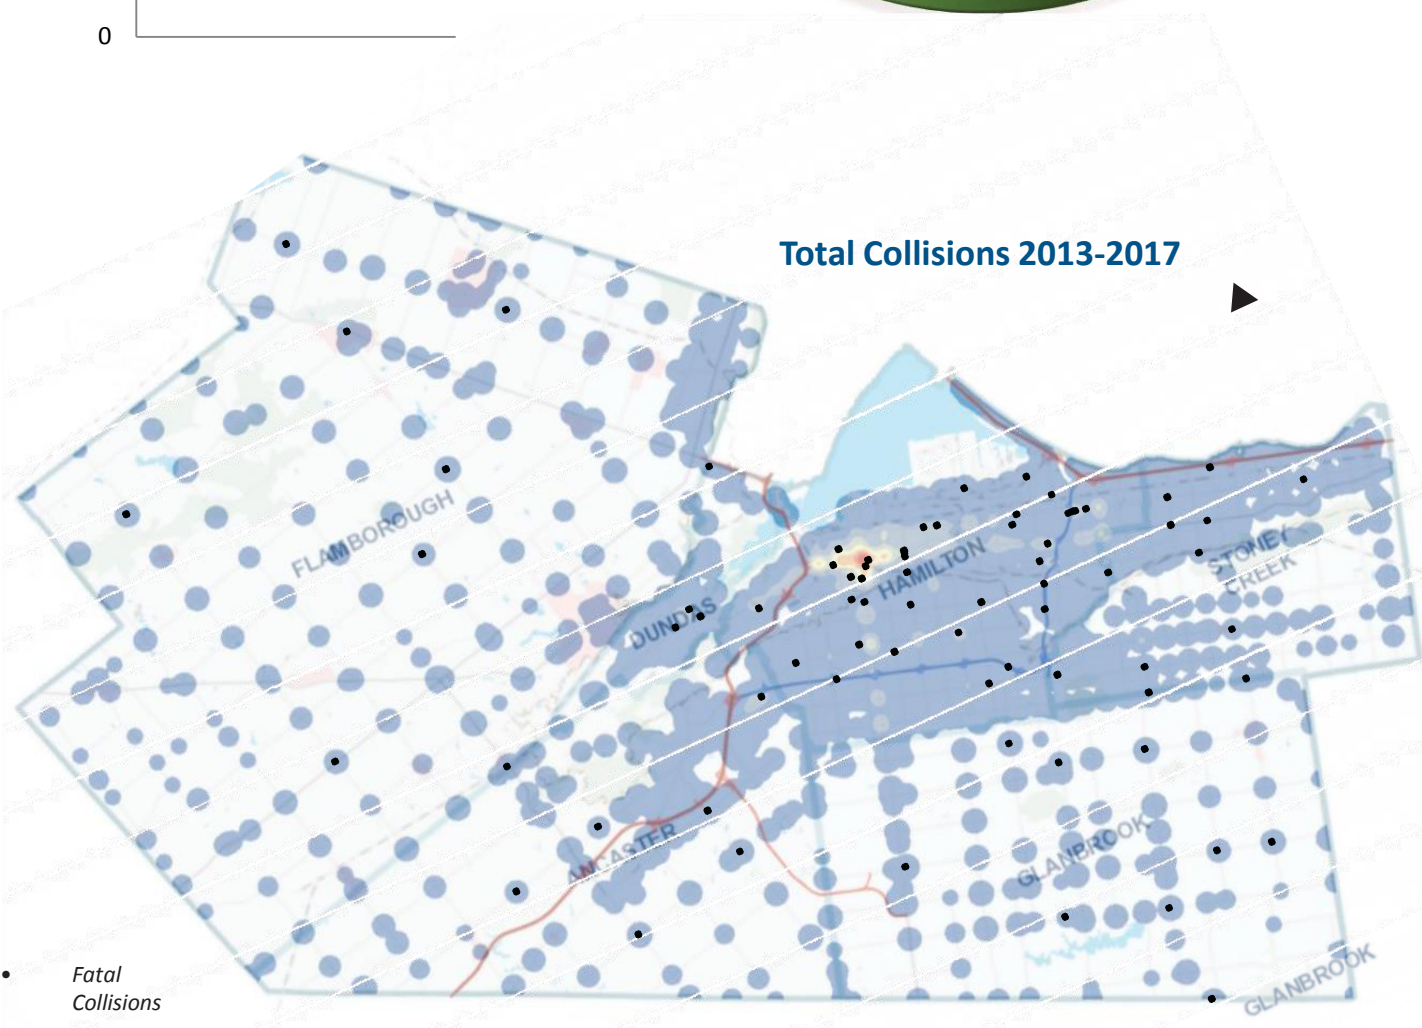 0
Total Collisions 2013-2017
FLAMBOROUGH
HAMILTON
STONEY
CREEK
DUNDAS
ANCASTER
GLANBROOK
GLANBROOK
• Fatal
Collisions